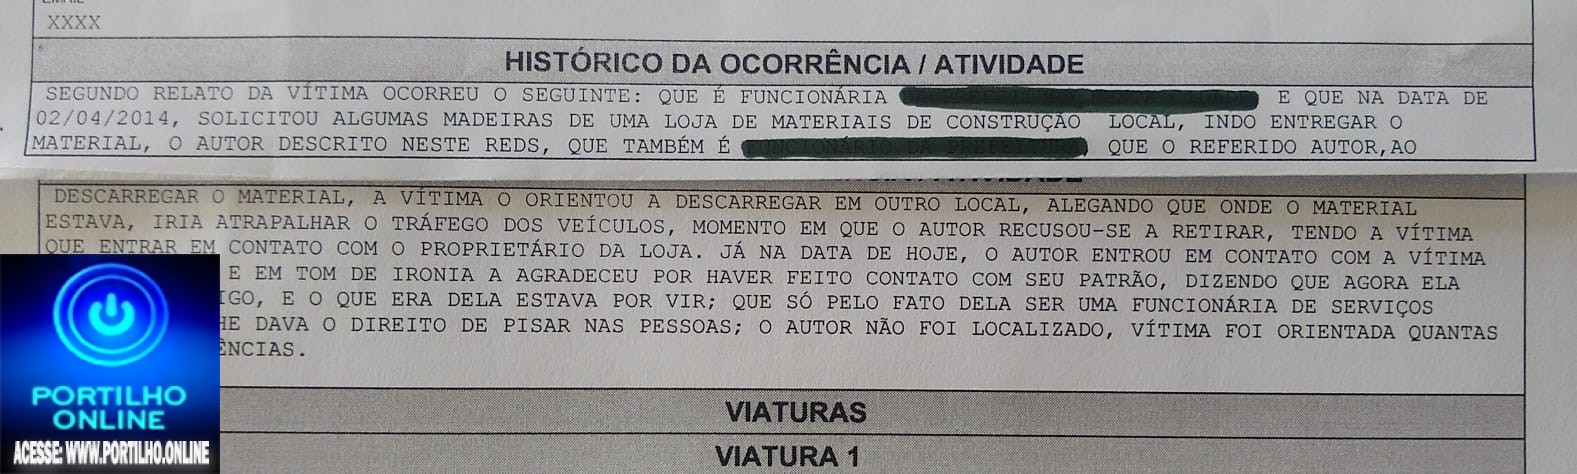 XXXX
HISTÓRICO DA OCORRÊNCIA / ATIVIDADE
SEGUNDO RELATO DA VÍTIMA OCORREU O SEGUINTE: QUE É FUNCIONÁRIA E QUE NA DATA DE
02/04/2014, SOLICITOU ALGUMAS MADEIRAS DE UMA LOJA DE MATERIAIS DE CONSTRUÇÃO LOCAL, INDO ENTREGAR O
MATERIAL, O AUTOR DESCRITO NESTE REDS, QUE TAMBÉM É QUE O REFERIDO AUTOR,AO
DESCARREGAR O MATERIAL, A VÍTIMA O ORIENTOU A DESCARREGAR EM OUTRO LOCAL, ALEGANDO QUE ONDE O MATERIAL
ESTAVA, IRIA ATRAPALHAR O TRÁFEGO DOS VEÍCULOS, MOMENTO EM QUE O AUTOR RECUSOU-SE A RETIRAR, TENDO A VÍTIMA
QUE ENTRAR EM CONTATO COM O PROPRIETÁRIO DA LOJA. JÁ NA DATA DE HOJE, O AUTOR ENTROU EM CONTATO COM A VÍTIMA
E EM TOM DE IRONIA A AGRADECEU POR HAVER FEITO CONTATO COM SEU PATRÃO, DIZENDO QUE AGORA ELA
IGO, E O QUE ERA DELA ESTAVA POR VIR; QUE SÓ PELO FATO DELA SER UMA FUNCIONÁRIA DE SERVIÇOS
HE DAVA O DIREITO DE PISAR NAS PESSOAS; O AUTOR NÃO FOI LOCALIZADO, VÍTIMA FOI ORIENTADA QUANTAS
ÊNCIAS.
VIATURAS
VIATURA 1
PORTILHO
ONLINE
ACESSE: WWW.PORTILHO.ONLINE